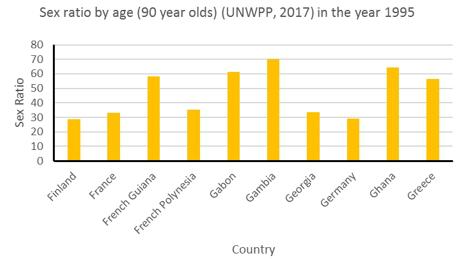 Sex ratio by age (90 year olds) (UNWPP, 2017) in the year 1995
80
70
60
50
40
30
20
10
0
Sex Ratio
Finland
France
French Guiana
French Polynesia
Gabon
Gambia
Georgia
Germany
Ghana
Greece
Country